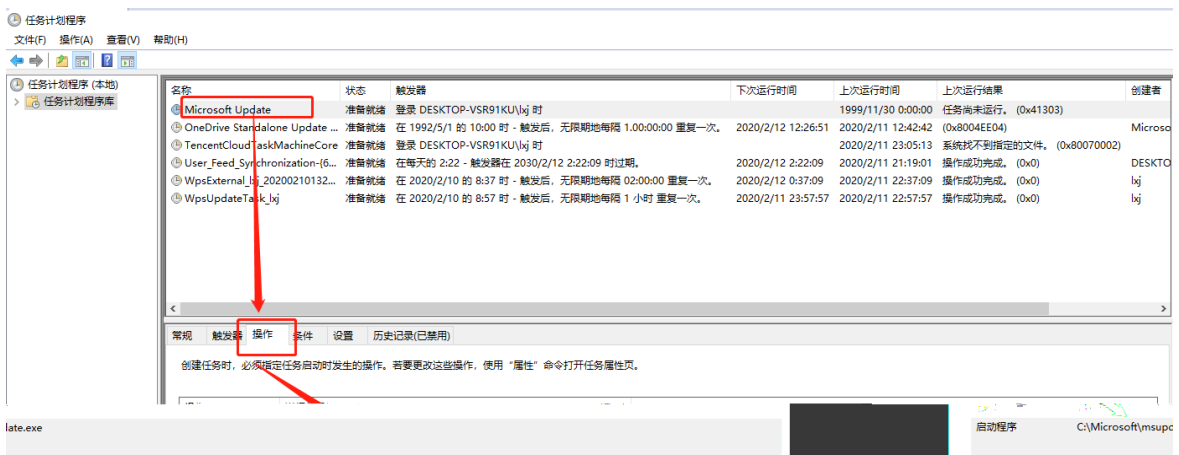 任务计划程序
文件(F) 操作(A) 查看(V) 帮助(H)
任务计划程序 (本地)
任务计划程序库
名称 状态 触发器 下次运行时间 上次运行时间 上次运行结果 创建者
Microsoft Update 准备就绪 登录 DESKTOP-VSR91KU\lxj 时 1999/11/30 0:00:00 任务尚未运行。 (0x41303)
OneDrive Standalone Update ... 准备就绪 在 1992/5/1 的 10:00 时 - 触发后，无限期地每隔 1.00:00:00 重复一次。 2020/2/12 12:26:51 2020/2/11 12:42:42 (0x8004EE04) Microso
TencentCloudTaskMachineCore 准备就绪 登录 DESKTOP-VSR91KU\lxj 时 2020/2/11 23:05:13 系统找不到指定的文件。 (0x80070002)
User_Feed_Synchronization-{6... 准备就绪 在每天的 2:22 - 触发器在 2030/2/12 2:22:09 时过期。 2020/2/12 2:22:09 2020/2/11 21:19:01 操作成功完成。 (0x0) DESKTO
WpsExternal_lxj_20200210132... 准备就绪 在 2020/2/10 的 8:37 时 - 触发后，无限期地每隔 02:00:00 重复一次。 2020/2/12 0:37:09 2020/2/11 22:37:09 操作成功完成。 (0x0) lxj
WpsUpdateTask_lxj 准备就绪 在 2020/2/10 的 8:57 时 - 触发后，无限期地每隔 1 小时 重复一次。 2020/2/11 23:57:57 2020/2/11 22:57:57 操作成功完成。 (0x0) lxj
常规 触发器 操作 条件 设置 历史记录(已禁用)
创建任务时，必须指定任务启动时发生的操作。若要更改这些操作，使用“属性”命令打开任务属性页。
late.exe 启动程序 C:\Microsoft\msupd